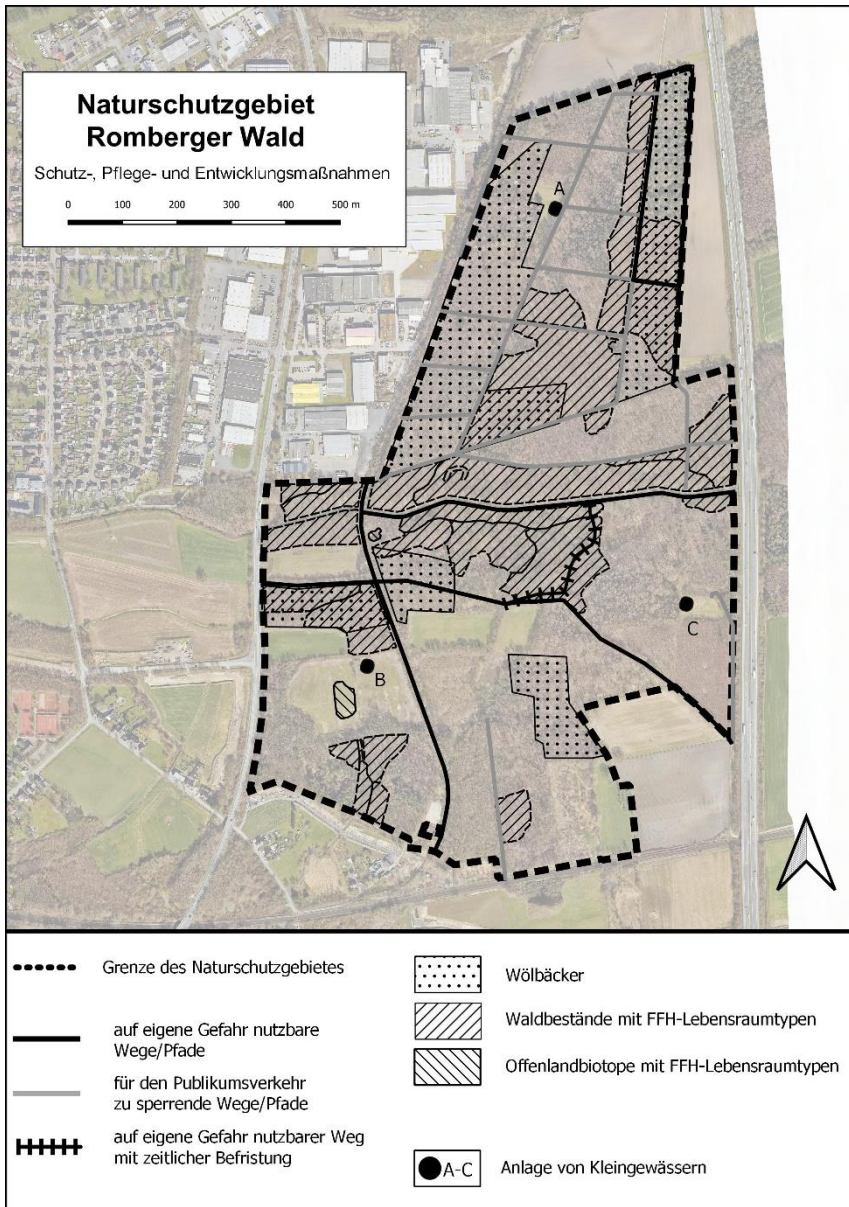 Naturschutzgebiet
Romberger Wald
Schutz-, Pflege- und Entwicklungsmaßnahmen
0 100 200 300 400 500 m
A
C
B
Grenze des Naturschutzgebietes
auf eigene Gefahr nutzbare
Wege/Pfade
für den Publikumsverkehr
zu sperrende Wege/Pfade
auf eigene Gefahr nutzbarer Weg
mit zeitlicher Befristung
Wölbäcker
Waldbestände mit FFH-Lebensraumtypen
Offenlandbiotope mit FFH-Lebensraumtypen
A-C Anlage von Kleingewässern